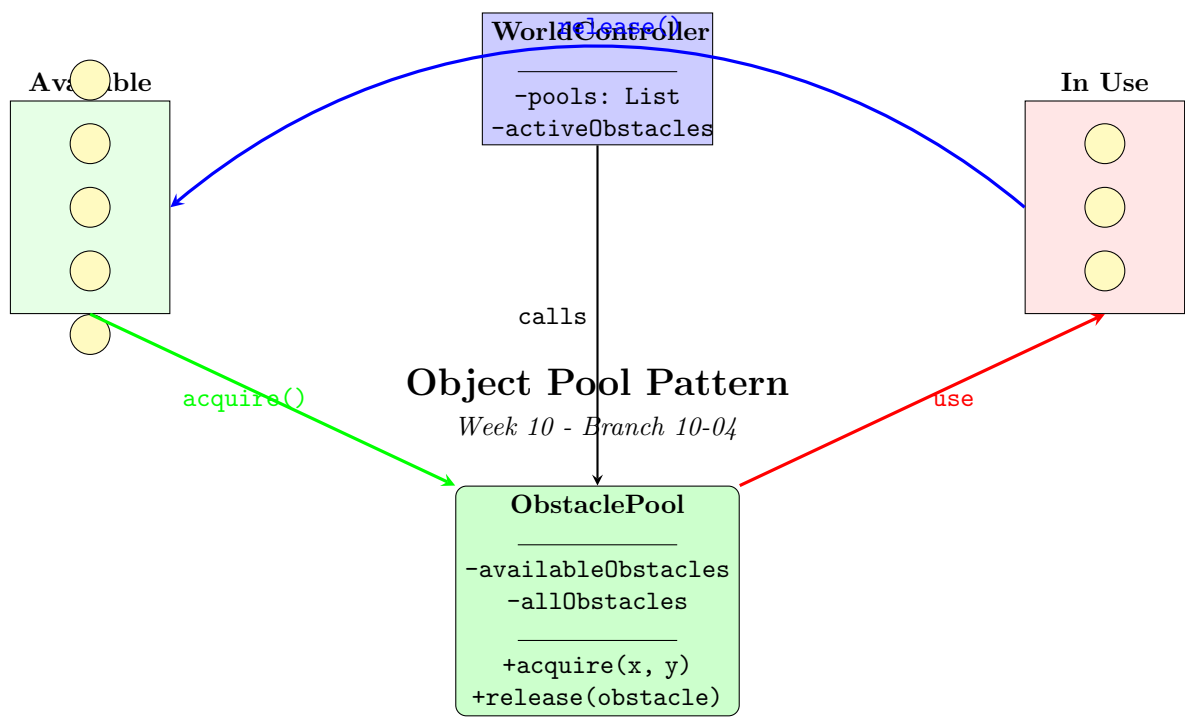 release()
WorldController
-pools: List
-activeObstacles
Available
In Use
calls
Object Pool Pattern
Week 10 - Branch 10-04
acquire()
use
ObstaclePool
-availableObstacles
-allObstacles
+acquire(x, y)
+release(obstacle)